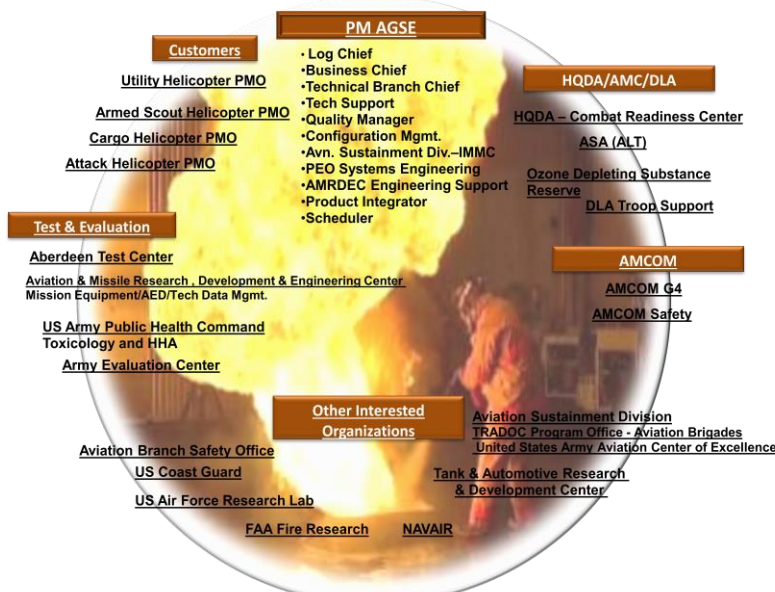 PM AGSE
• Log Chief
•Business Chief
•Technical Branch Chief
•Tech Support
•Quality Manager
•Configuration Mgmt.
•Avn. Sustainment Div.–IMMC
•PEO Systems Engineering
•AMRDEC Engineering Support
•Product Integrator
•Scheduler
Customers
Utility Helicopter PMO
Armed Scout Helicopter PMO
Cargo Helicopter PMO
Attack Helicopter PMO
HQDA/AMC/DLA
HQDA – Combat Readiness Center
ASA (ALT)
Ozone Depleting Substance
Reserve
DLA Troop Support
Test & Evaluation
Aberdeen Test Center
Aviation & Missile Research , Development & Engineering Center
Mission Equipment/AED/Tech Data Mgmt.
US Army Public Health Command
Toxicology and HHA
Army Evaluation Center
AMCOM
AMCOM G4
AMCOM Safety
Other Interested
Organizations
Aviation Branch Safety Office
US Coast Guard
US Air Force Research Lab
FAA Fire Research
NAVAIR
Aviation Sustainment Division
TRADOC Program Office - Aviation Brigades
United States Army Aviation Center of Excellence
Tank & Automotive Research
& Development Center